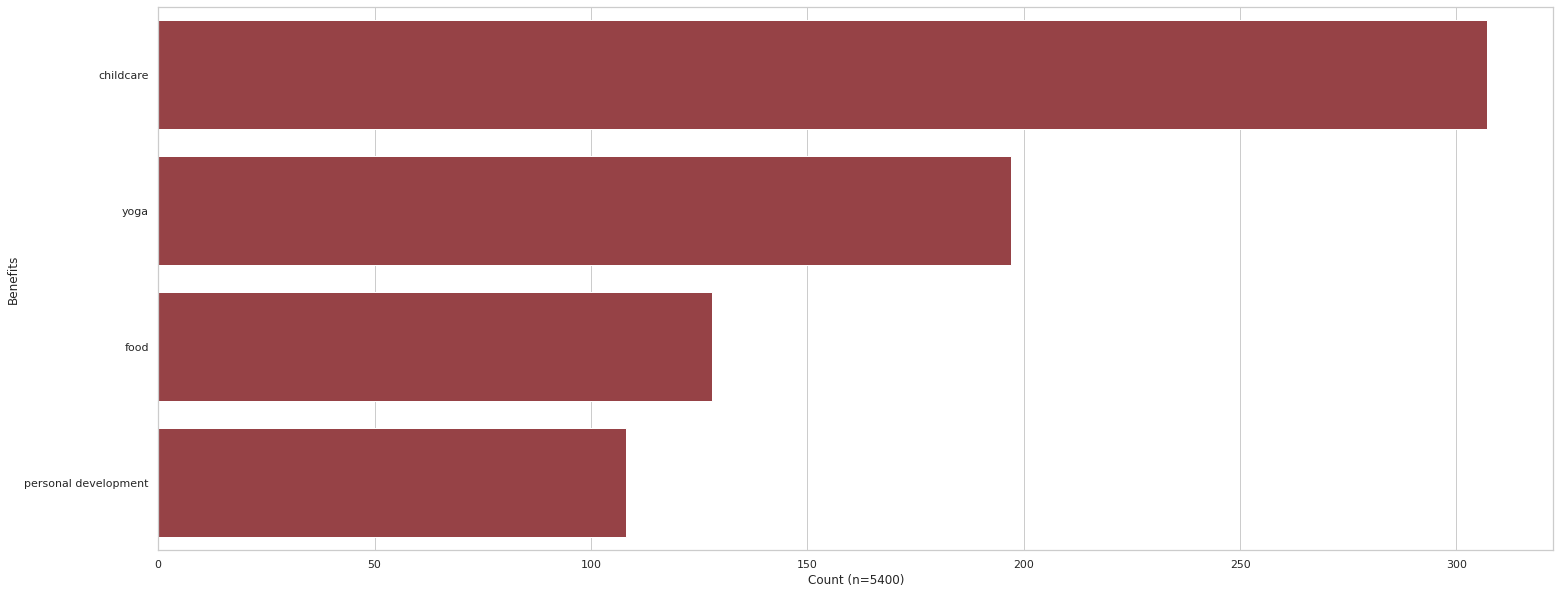 Benefits
childcare
yoga
food
personal development
0 50 100 150 200 250 300
Count (n=5400)